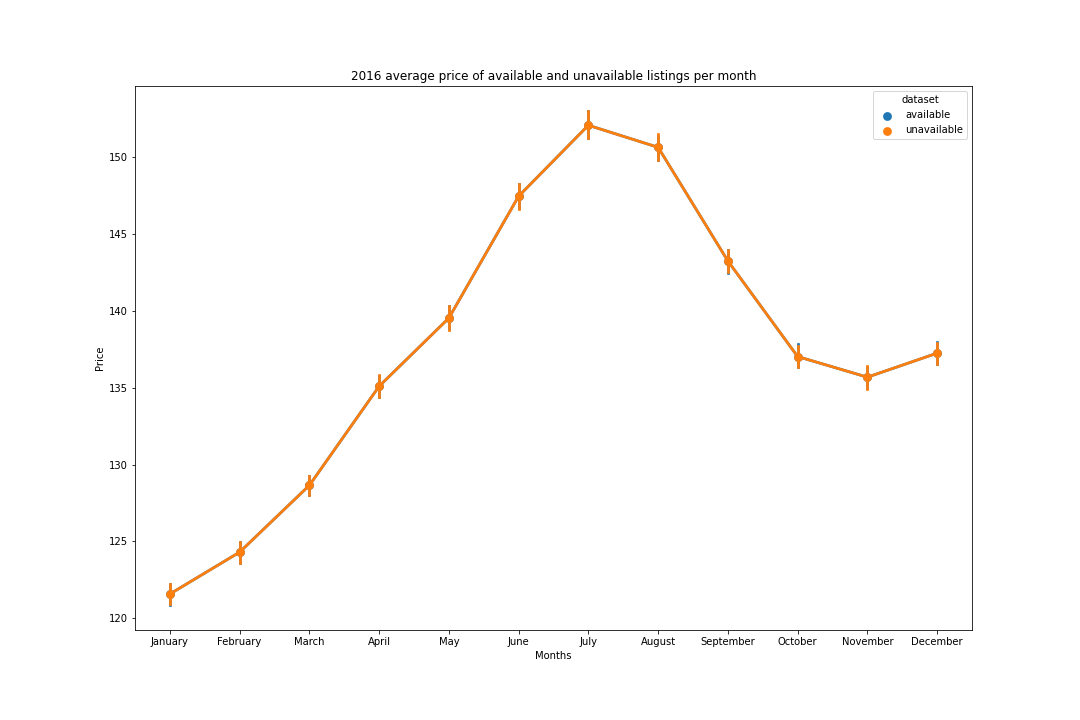 2016 average price of available and unavailable listings per month
dataset
available
unavailable
Price
150
145
140
135
130
125
120
January February March April May June July August September October November December
Months